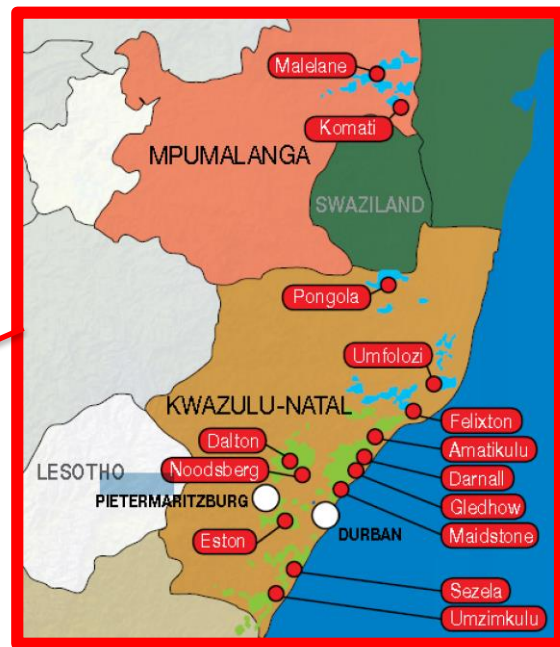 Malelane
Komati
MPUMALANGA
SWAZILAND
Pongola
Umfolozi
KWAZULU-NATAL
Felixton
Dalton
Amatikulu
LESOTHO
Noodsberg
Darnall
Gledhow
PIETERMARITZBURG
Maidstone
Eston
DURBAN
Sezela
Umzimkulu